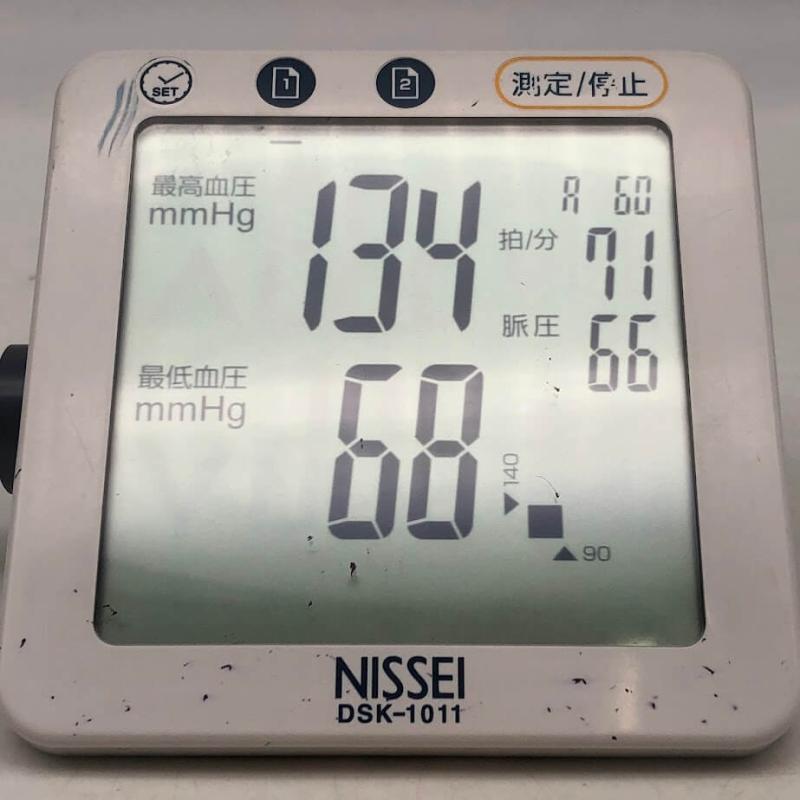 SET 1 2 測定/停止
最高血圧
mmHg
134
A 60
拍/分 71
脈圧 66
最低血圧
mmHg
68
140
90
NISSEI
DSK-1011